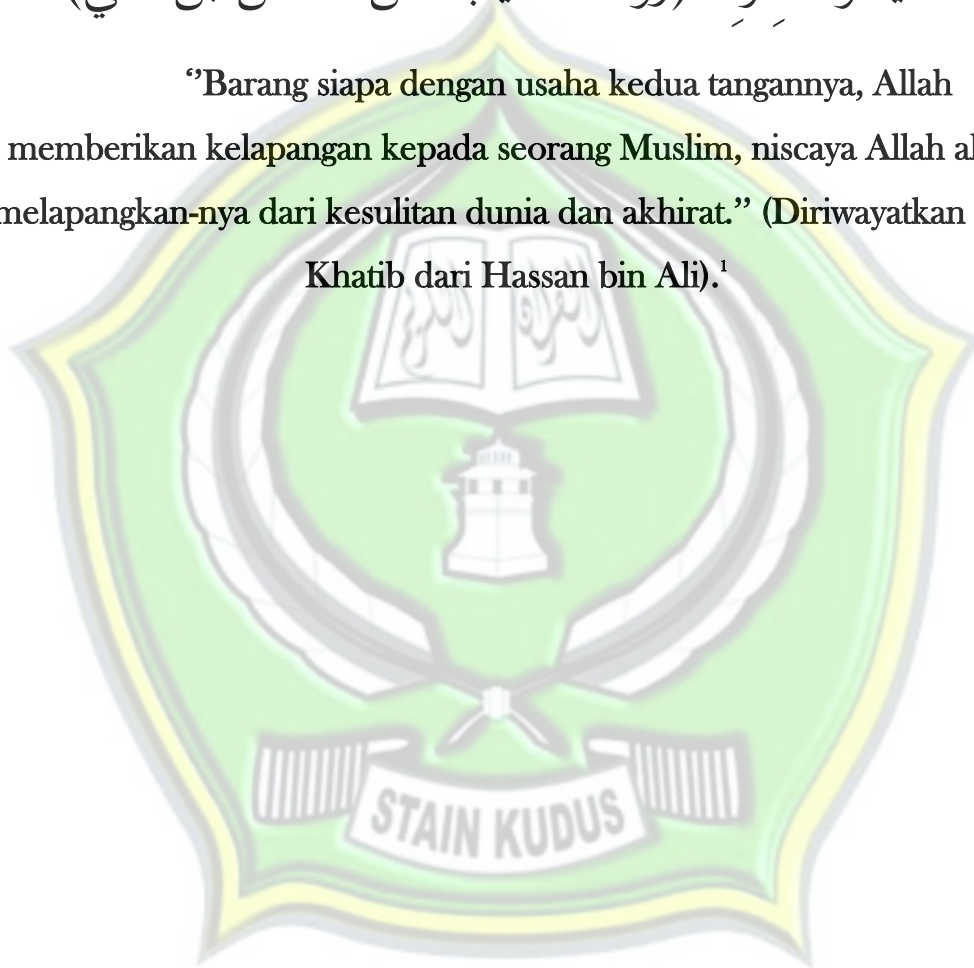 ‘’Barang siapa dengan usaha kedua tangannya, Allah
memberikan kelapangan kepada seorang Muslim, niscaya Allah
melapangkan-nya dari kesulitan dunia dan akhirat.’’ (Diriwayatkan
Khatib dari Hassan bin Ali).¹
STAIN KUDUS